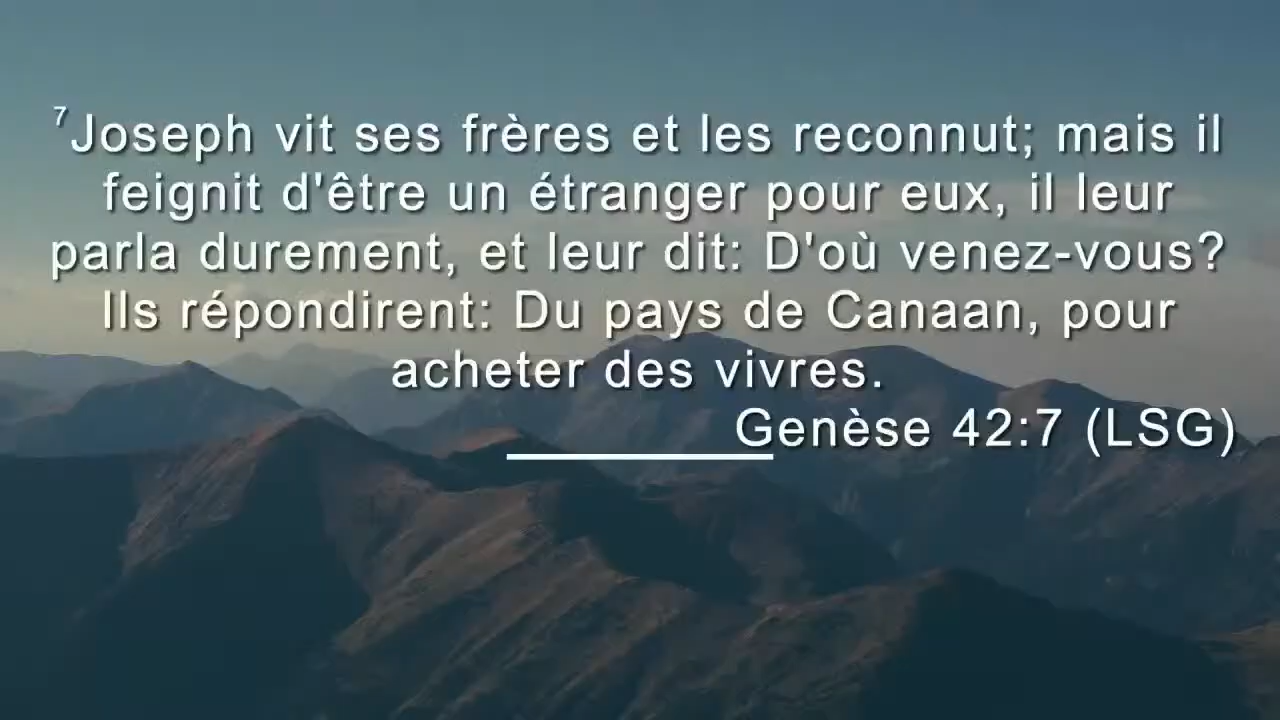 7Joseph vit ses frères et les reconnut; mais il
feignit d'être un étranger pour eux, il leur
parla durement, et leur dit: D'où venez-vous?
Ils répondirent: Du pays de Canaan, pour
acheter des vivres.
Genèse 42:7 (LSG)